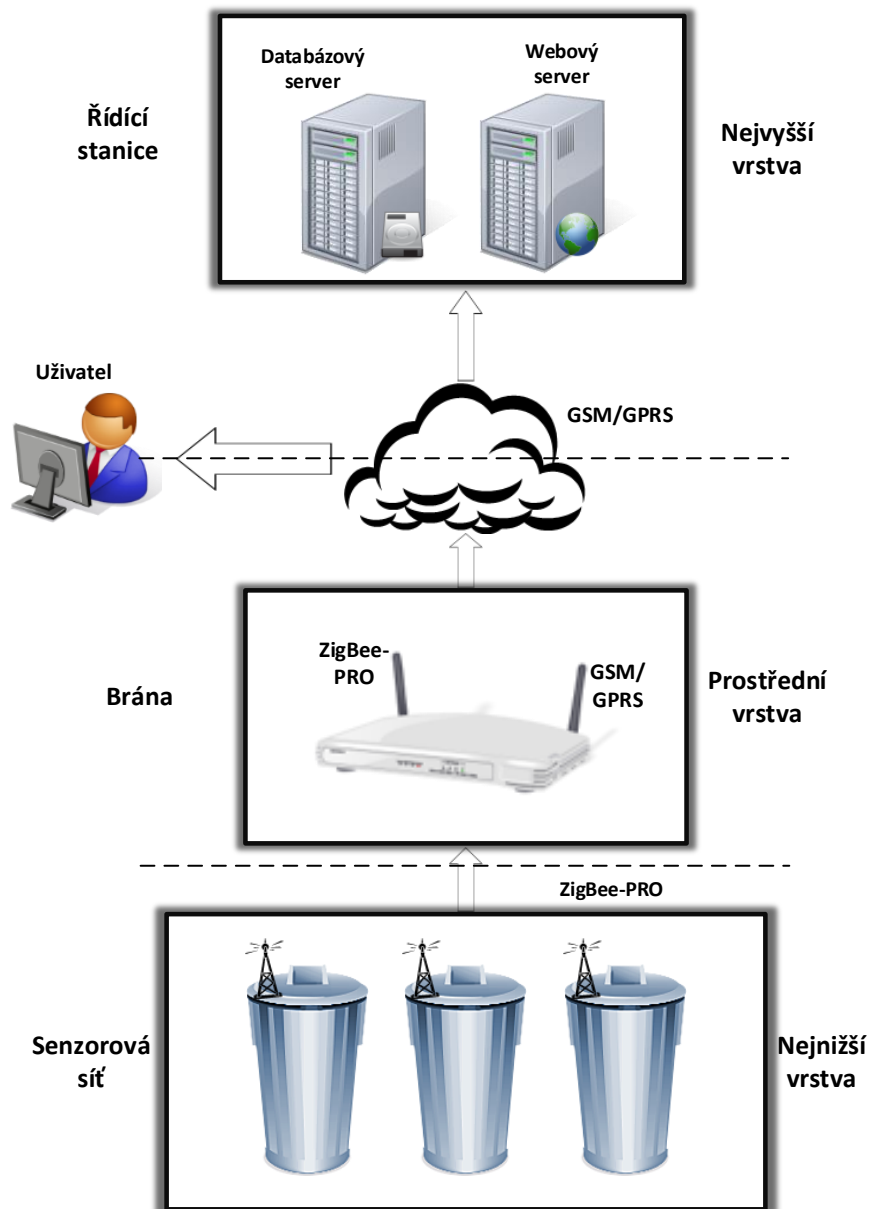 Databázový
server
Webový
server
Řídící
stanice
Nejvyšší
vrstva
Uživatel
GSM/GPRS
ZigBee-
PRO
GSM/
GPRS
Brána
Prostřední
vrstva
ZigBee-PRO
Senzorová
síť
Nejnižší
vrstva